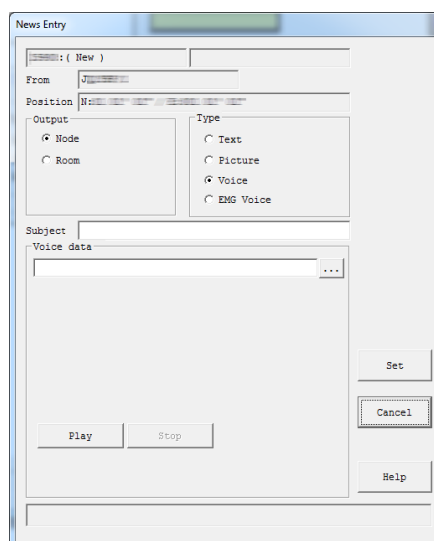 News Entry
:( New )
From J
Position N:
Output
Node
Room
Type
Text
Picture
Voice
EMG Voice
Subject
Voice data
...
Set
Cancel
Play Stop
Help